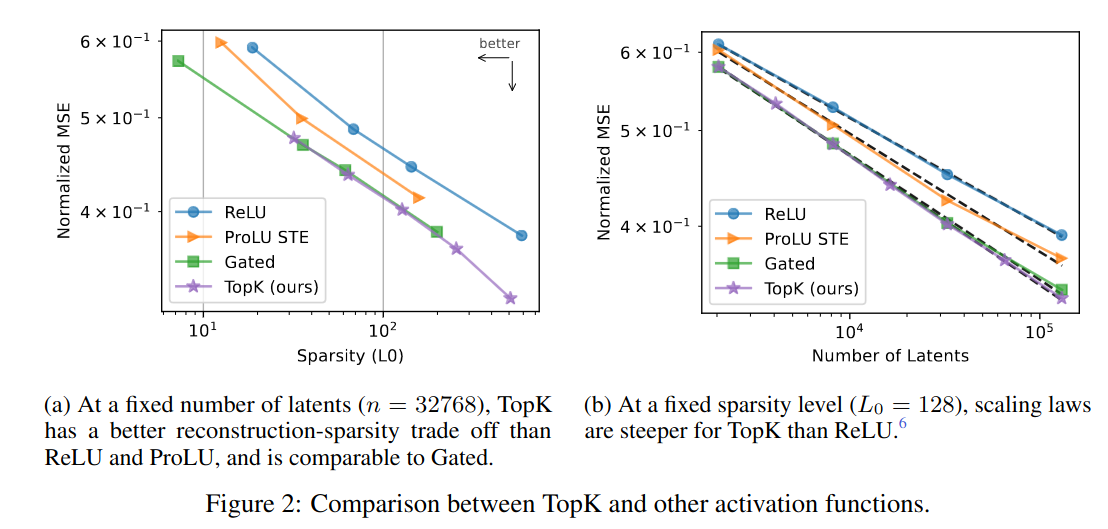 6 × 10⁻¹
5 × 10⁻¹
4 × 10⁻¹
Normalized MSE
better
ReLU
ProLU STE
Gated
TopK (ours)
10¹
10²
Sparsity (L0)
6 × 10⁻¹
5 × 10⁻¹
4 × 10⁻¹
Normalized MSE
ReLU
ProLU STE
Gated
TopK (ours)
10⁴
10⁵
Number of Latents
(a) At a fixed number of latents (n = 32768), TopK
has a better reconstruction-sparsity trade off than
ReLU and ProLU, and is comparable to Gated.
(b) At a fixed sparsity level (L₀ = 128), scaling laws
are steeper for TopK than ReLU.⁶
Figure 2: Comparison between TopK and other activation functions.